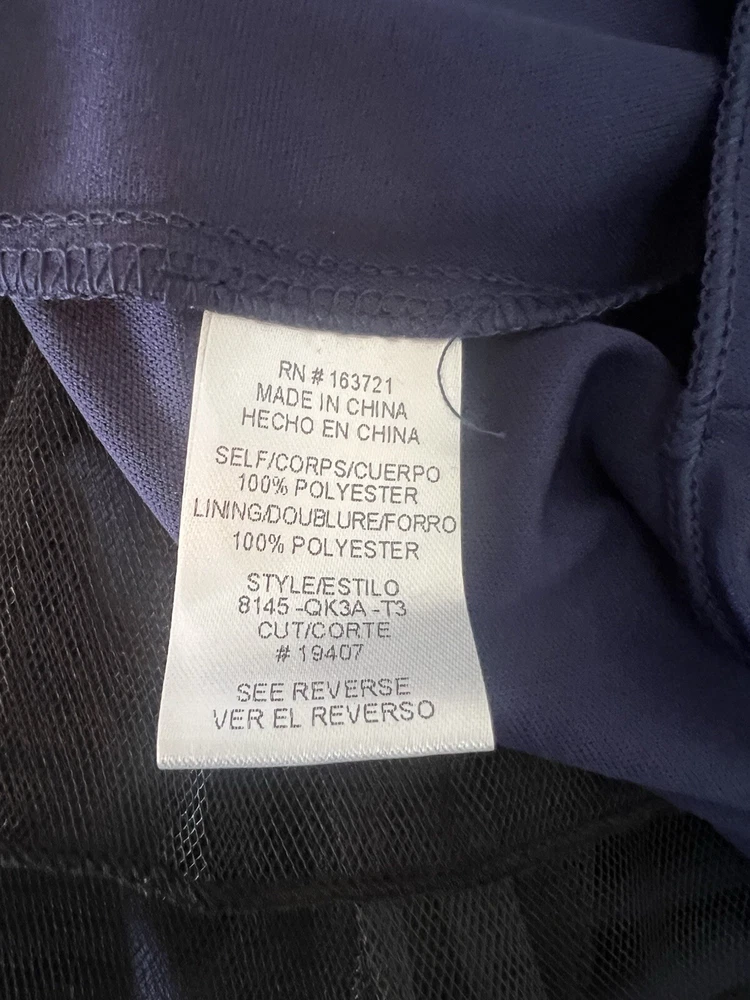 RN # 163721
MADE IN CHINA
HECHO EN CHINA
SELF/CORPS/CUERPO
100% POLYESTER
LINING/DOUBLURE/FORRO
100% POLYESTER
STYLE/ESTILO
8145 -QK3A -T3
CUT/CORTE
# 19407
SEE REVERSE
VER EL REVERSO